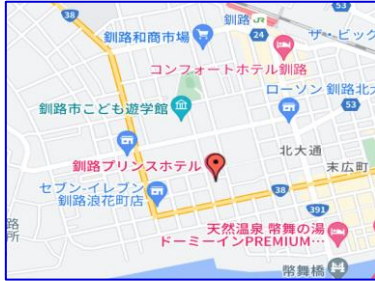 53
38
釧路 JR
釧路和商市場
24
ザ・ビッグ
コンフォートホテル釧路
ローソン 釧路北大
釧路市こども遊学館
53
北大通
末広町
釧路プリンスホテル
セブン-イレブン
釧路浪花町店
38
391
天然温泉 幣舞の湯
ドーミーインPREMIUM…
路
所
幣舞橋